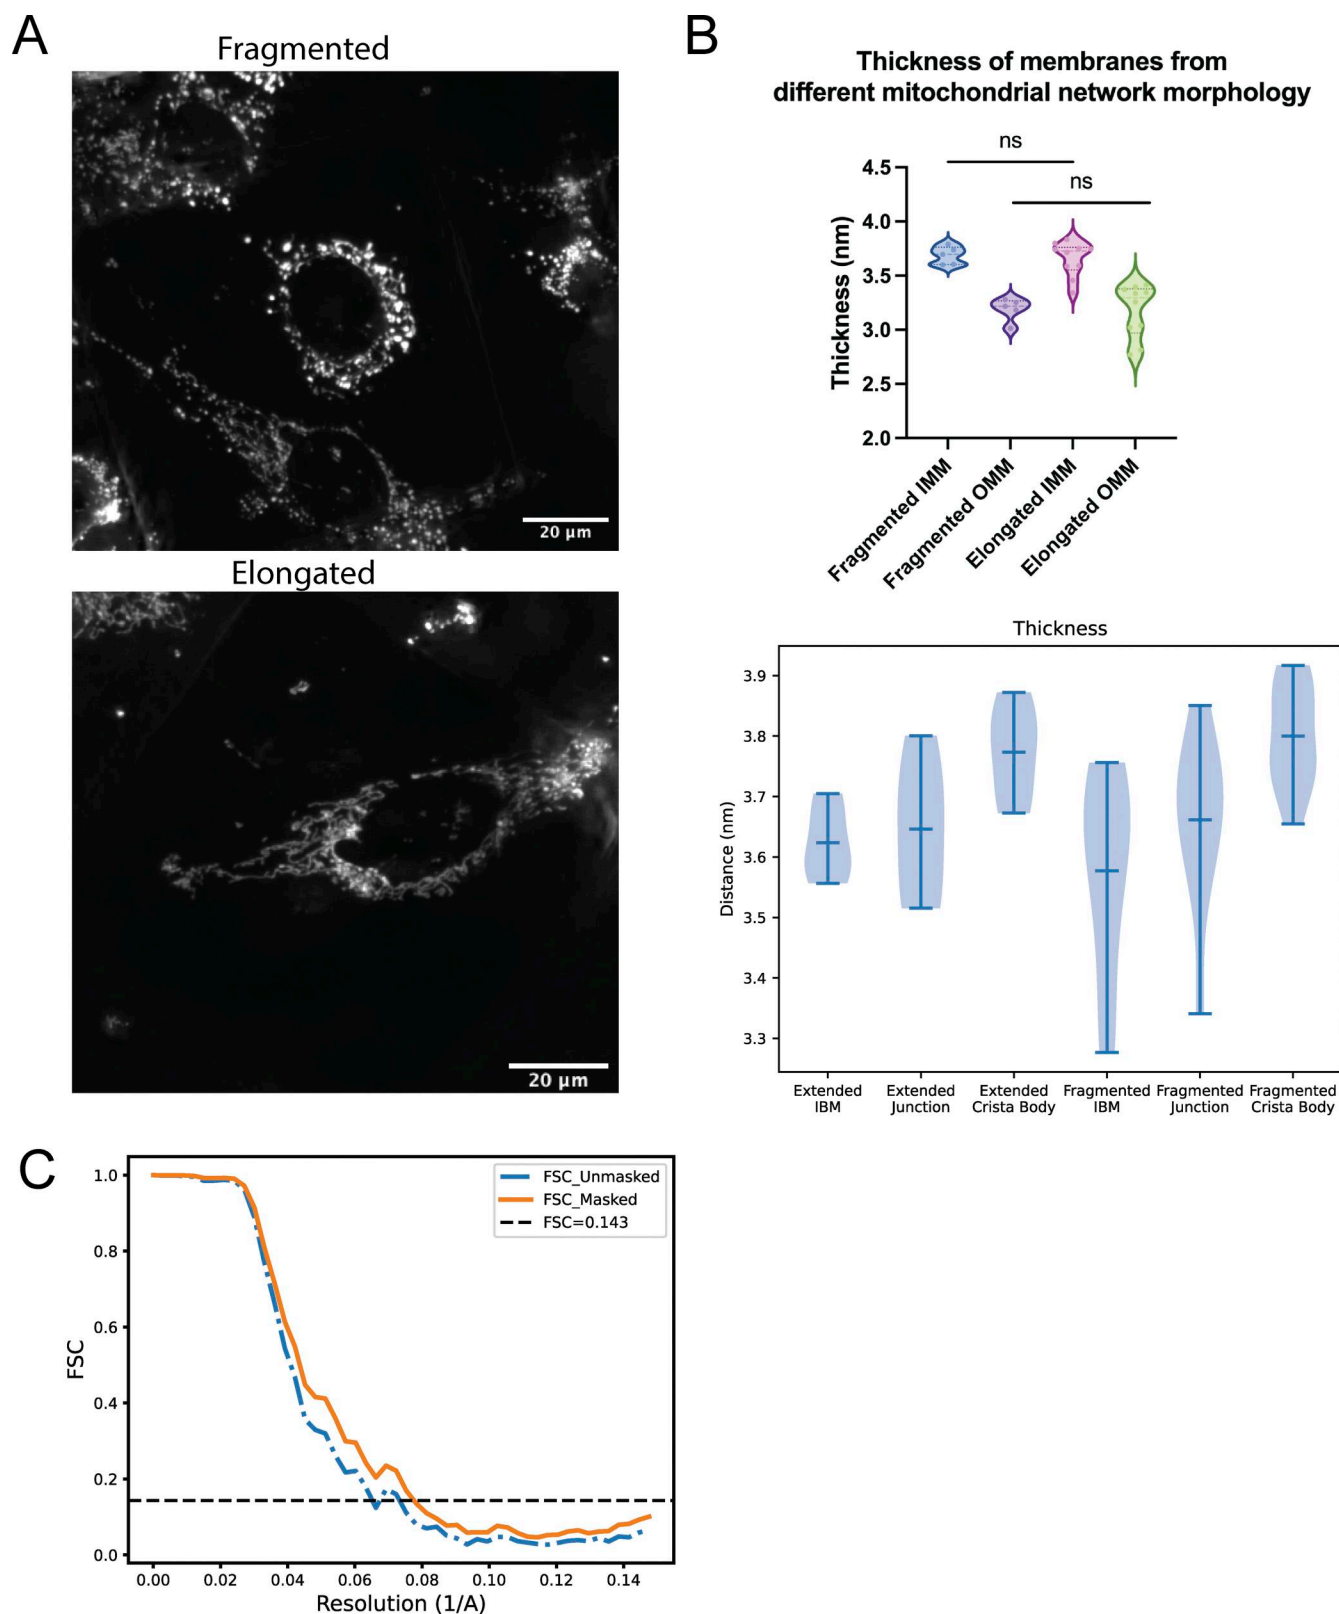 A
Fragmented
20 µm
Elongated
20 µm
B
Thickness of membranes from
different mitochondrial network morphology
ns
ns
4.5
4.0
3.5
3.0
2.5
2.0
Thickness (nm)
Fragmented IMM
Fragmented OMM
Elongated IMM
Elongated OMM
Thickness
3.9
3.8
3.7
3.6
3.5
3.4
3.3
Distance (nm)
Extended
IBM
Extended
Junction
Extended
Crista Body
Fragmented
IBM
Fragmented
Junction
Fragmented
Crista Body
C
FSC_Unmasked
FSC_Masked
FSC=0.143
1.0
0.8
0.6
0.4
0.2
0.0
FSC
0.00 0.02 0.04 0.06 0.08 0.10 0.12 0.14
Resolution (1/A)